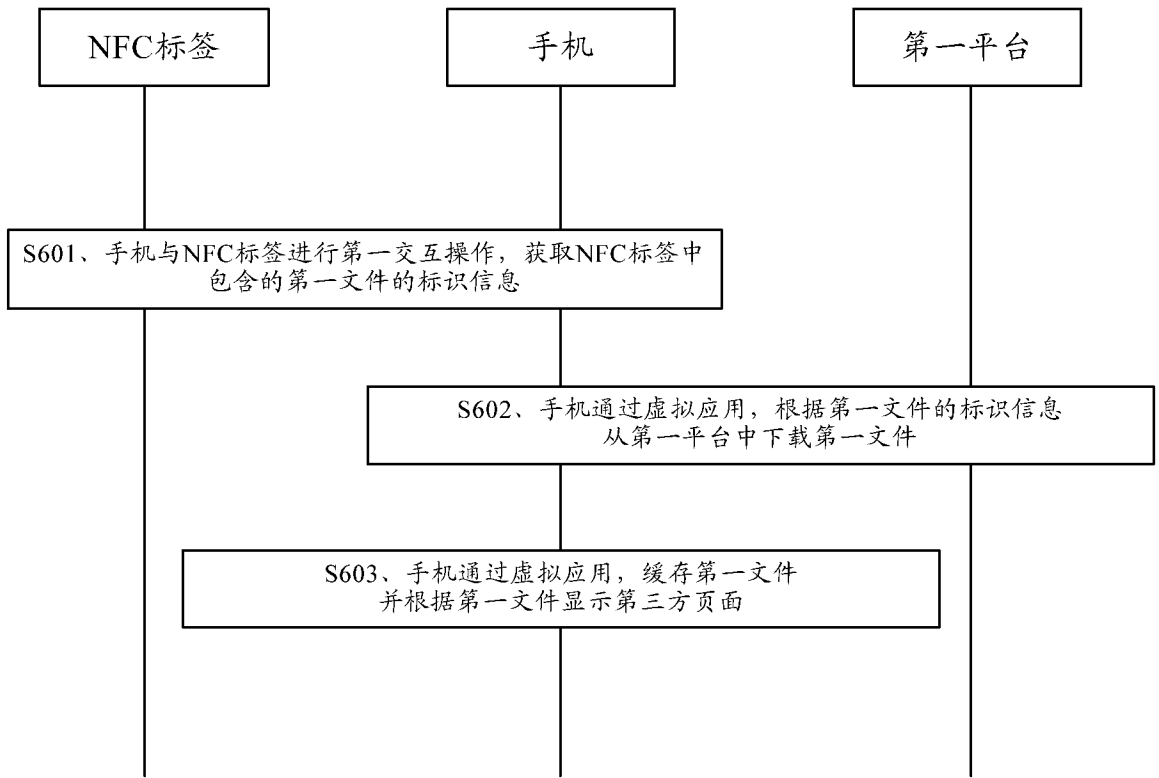 NFC标签
手机
第一平台
S601、手机与NFC标签进行第一交互操作，获取NFC标签中
包含的第一文件的标识信息
S602、手机通过虚拟应用，根据第一文件的标识信息
从第一平台中下载第一文件
S603、手机通过虚拟应用，缓存第一文件
并根据第一文件显示第三方页面